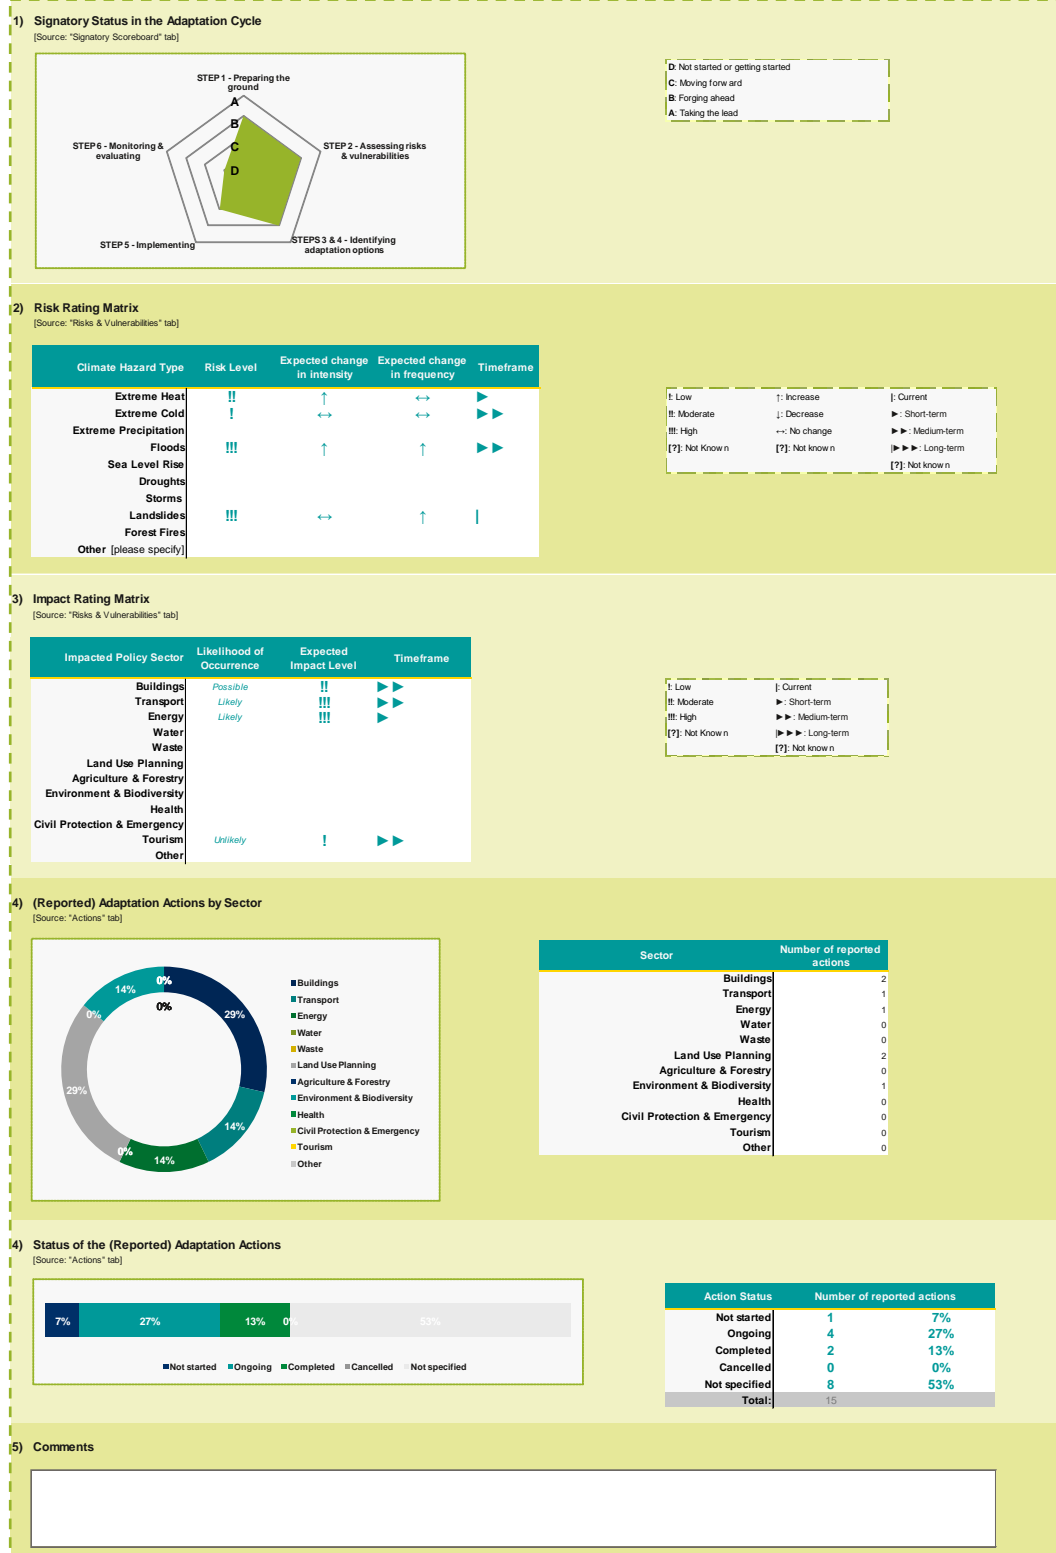 1) Signatory Status in the Adaptation Cycle
[Source: "Signatory Scoreboard" tab]
STEP 1 - Preparing the
ground
A
B
C
D
STEP 2 - Assessing risks
& vulnerabilities
STEPS 3 & 4 - Identifying
adaptation options
STEP 5 - Implementing
STEP 6 - Monitoring &
evaluating
D: Not started or getting started
C: Moving forward
B: Forging ahead
A: Taking the lead
2) Risk Rating Matrix
[Source: "Risks & Vulnerabilities" tab]
Climate Hazard Type Risk Level Expected change in intensity Expected change in frequency Timeframe
Extreme Heat !! ↑ ↔ ►
Extreme Cold ! ↔ ↔ ►►
Extreme Precipitation
Floods !!! ↑ ↑ ►►
Sea Level Rise
Droughts
Storms
Landslides !!! ↔ ↑ |
Forest Fires
Other [please specify]
!: Low ↑: Increase |: Current
!!: Moderate ↓: Decrease ►: Short-term
!!!: High ↔: No change ►►: Medium-term
[?]: Not Known [?]: Not known |►►►: Long-term
[?]: Not known
3) Impact Rating Matrix
[Source: "Risks & Vulnerabilities" tab]
Impacted Policy Sector Likelihood of Occurrence Expected Impact Level Timeframe
Buildings Possible !! ►►
Transport Likely !!! ►►
Energy Likely !!! ►
Water
Waste
Land Use Planning
Agriculture & Forestry
Environment & Biodiversity
Health
Civil Protection & Emergency
Tourism Unlikely ! ►►
Other
!: Low |: Current
!!: Moderate ►: Short-term
!!!: High ►►: Medium-term
[?]: Not Known |►►►: Long-term
[?]: Not known
4) (Reported) Adaptation Actions by Sector
[Source: "Actions" tab]
0%
0%
29%
14%
14%
0%
29%
0%
14%
Buildings
Transport
Energy
Water
Waste
Land Use Planning
Agriculture & Forestry
Environment & Biodiversity
Health
Civil Protection & Emergency
Tourism
Other
Sector Number of reported actions
Buildings 2
Transport 1
Energy 1
Water 0
Waste 0
Land Use Planning 2
Agriculture & Forestry 0
Environment & Biodiversity 1
Health 0
Civil Protection & Emergency 0
Tourism 0
Other 0
4) Status of the (Reported) Adaptation Actions
[Source: "Actions" tab]
7% 27% 13% 0% 53%
Not started Ongoing Completed Cancelled Not specified
Action Status Number of reported actions
Not started 1 7%
Ongoing 4 27%
Completed 2 13%
Cancelled 0 0%
Not specified 8 53%
Total: 15
5) Comments